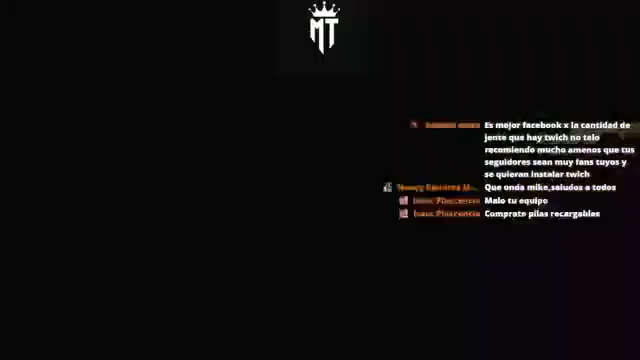 MT
Es mejor facebook x la cantidad de
jente que hay twich no telo
recomiendo mucho amenos que tus
seguidores sean muy fans tuyos y
se quieran instalar twich
Que onda mike,saludos a todos
Malo tu equipo
Comprate pilas recargables